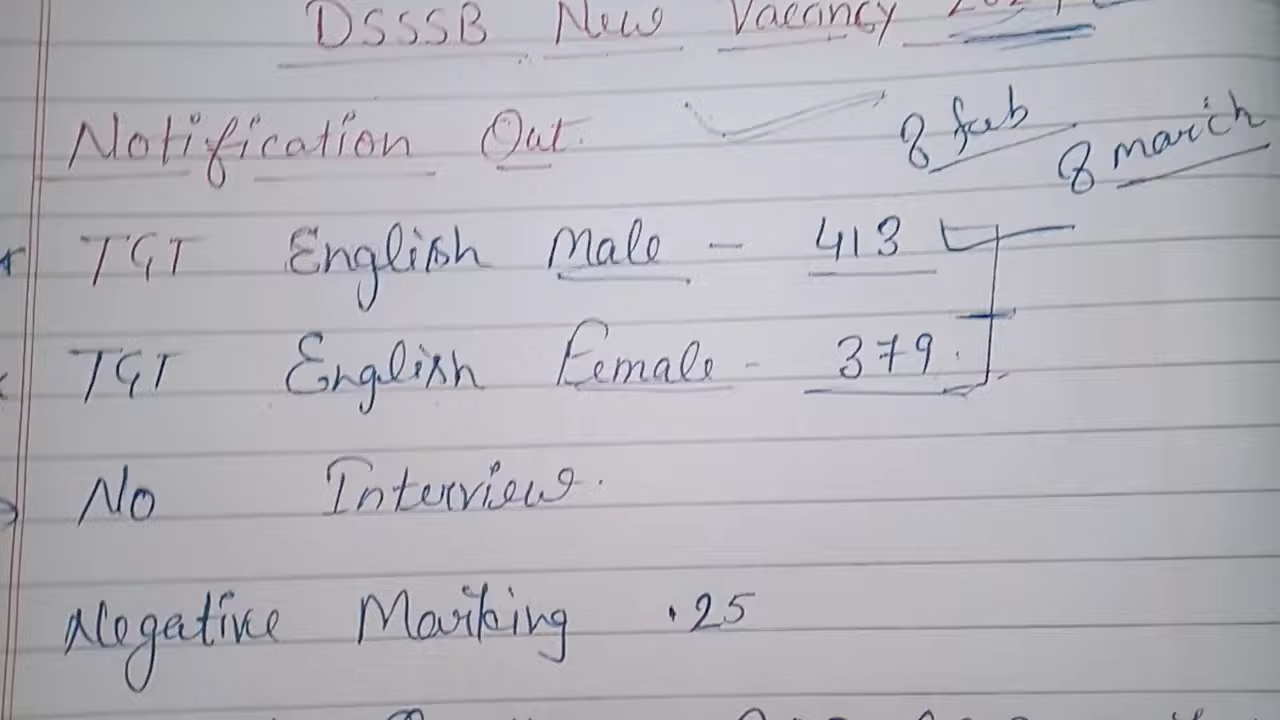 DSSSB New Vacancy
Notification Out.
8 feb
8 march
TGT English Male - 413
TGT English Female - 379.
No Interview.
Negative Marking .25